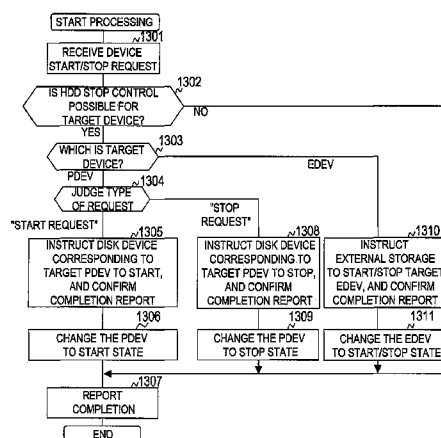 START PROCESSING
1301
RECEIVE DEVICE
START/STOP REQUEST
1302
IS HDD STOP CONTROL
POSSIBLE FOR
TARGET DEVICE?
NO
YES
1303
WHICH IS TARGET
DEVICE?
EDEV
PDEV
1304
JUDGE TYPE
OF REQUEST
"START REQUEST"
"STOP
REQUEST"
1305
INSTRUCT DISK DEVICE
CORRESPONDING TO
TARGET PDEV TO START,
AND CONFIRM
COMPLETION REPORT
1308
INSTRUCT DISK DEVICE
CORRESPONDING TO
TARGET PDEV TO STOP,
AND CONFIRM
COMPLETION REPORT
1310
INSTRUCT
EXTERNAL STORAGE
TO START/STOP TARGET
EDEV, AND CONFIRM
COMPLETION REPORT
1306
CHANGE THE PDEV
TO START STATE
1309
CHANGE THE PDEV
TO STOP STATE
1311
CHANGE THE EDEV
TO START/STOP STATE
1307
REPORT
COMPLETION
END